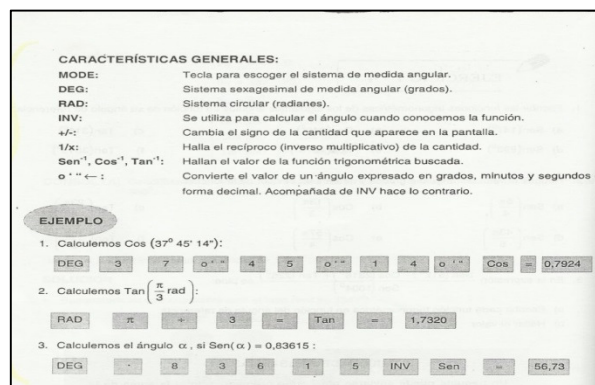 CARACTERÍSTICAS GENERALES:
MODE: Tecla para escoger el sistema de medida angular.
DEG: Sistema sexagesimal de medida angular (grados).
RAD: Sistema circular (radianes).
INV: Se utiliza para calcular el ángulo cuando conocemos la función.
+/-: Cambia el signo de la cantidad que aparece en la pantalla.
1/x: Halla el recíproco (inverso multiplicativo) de la cantidad.
Sen⁻¹, Cos⁻¹, Tan⁻¹: Hallan el valor de la función trigonométrica buscada.
o ' " ← : Convierte el valor de un ángulo expresado en grados, minutos y segundos
forma decimal. Acompañada de INV hace lo contrario.
EJEMPLO
1. Calculemos Cos (37⁰ 45' 14"):
DEG 3 7 o ' " 4 5 o ' " 1 4 o ' " Cos = 0,7924
2. Calculemos Tan(π/3 rad):
RAD π ÷ 3 = Tan = 1,7320
3. Calculemos el ángulo α , si Sen(α) = 0,83615 :
DEG · 8 3 6 1 5 INV Sen = 56,73